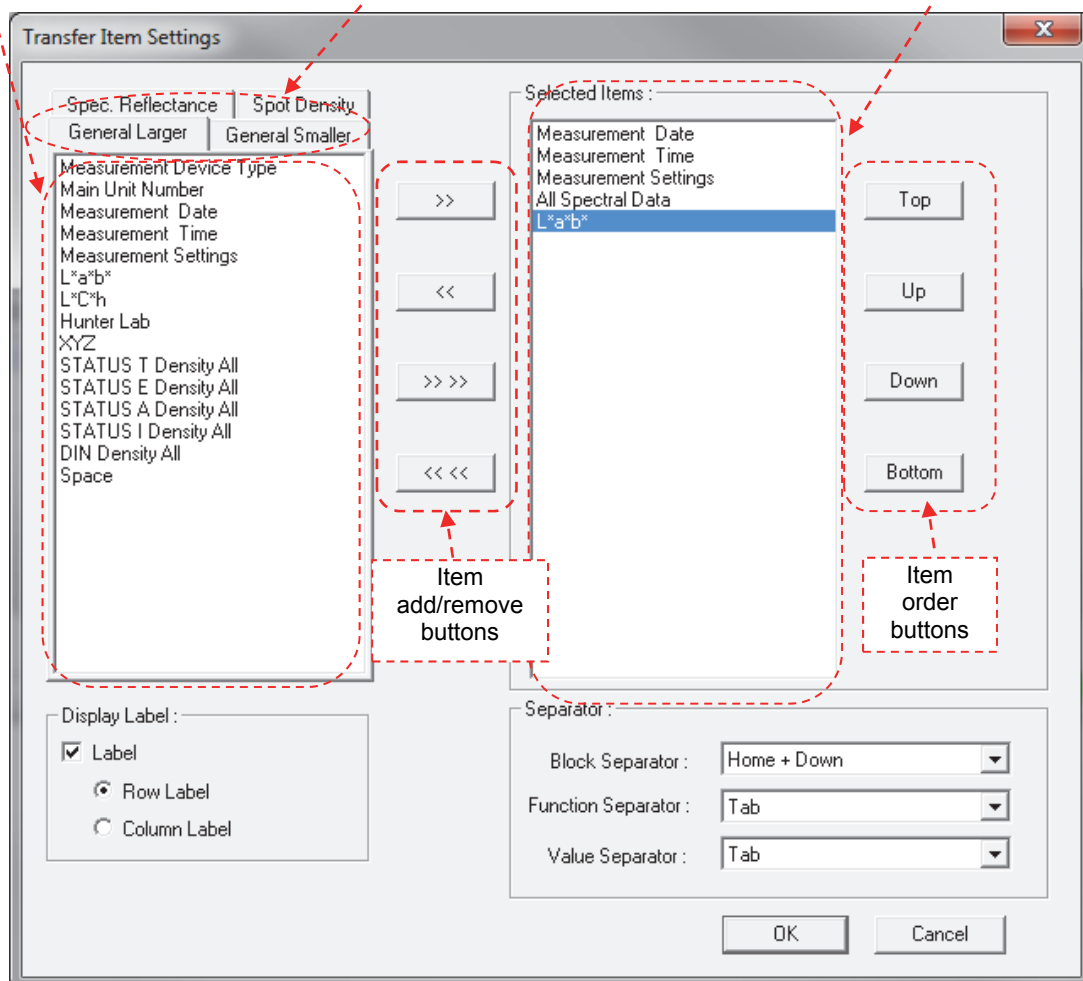 Transfer Item Settings
Spec. Reflectance
Spot Density
General Larger
General Smaller
Measurement Device Type
Main Unit Number
Measurement  Date
Measurement  Time
Measurement Settings
L*a*b*
L*C*h
Hunter Lab
XYZ
STATUS T Density All
STATUS E Density All
STATUS A Density All
STATUS I Density All
DIN Density All
Space
>>
<<
>> >>
<< <<
Item
add/remove
buttons
Selected Items :
Measurement  Date
Measurement  Time
Measurement Settings
All Spectral Data
L*a*b*
Top
Up
Down
Bottom
Item
order
buttons
Display Label :
Label
Row Label
Column Label
Separator :
Block Separator :
Home + Down
Function Separator :
Tab
Value Separator :
Tab
OK
Cancel